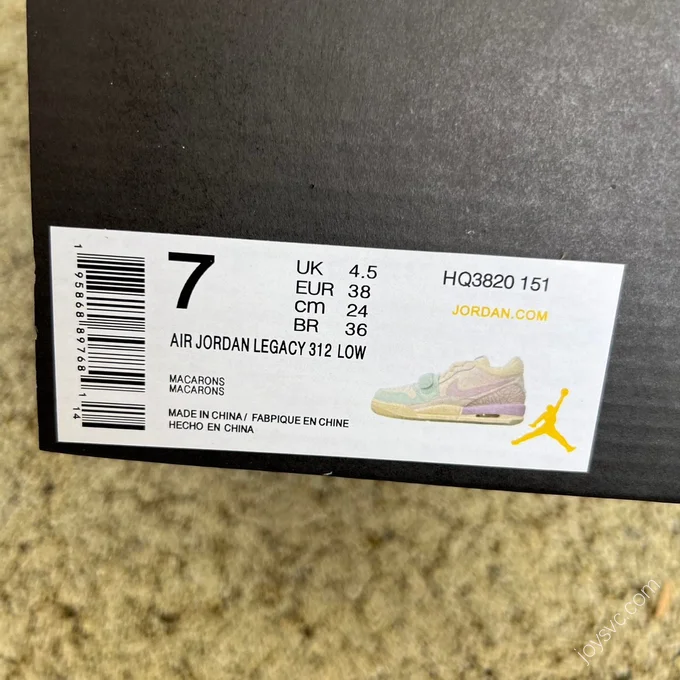 7
UK 4.5
EUR 38
cm 24
BR 36
HQ3820 151
JORDAN.COM
AIR JORDAN LEGACY 312 LOW
MACARONS
MACARONS
MADE IN CHINA/ FABPIQUE EN CHINE
HECHO EN CHINA
1 95868 89768 1 14
joysvc.com